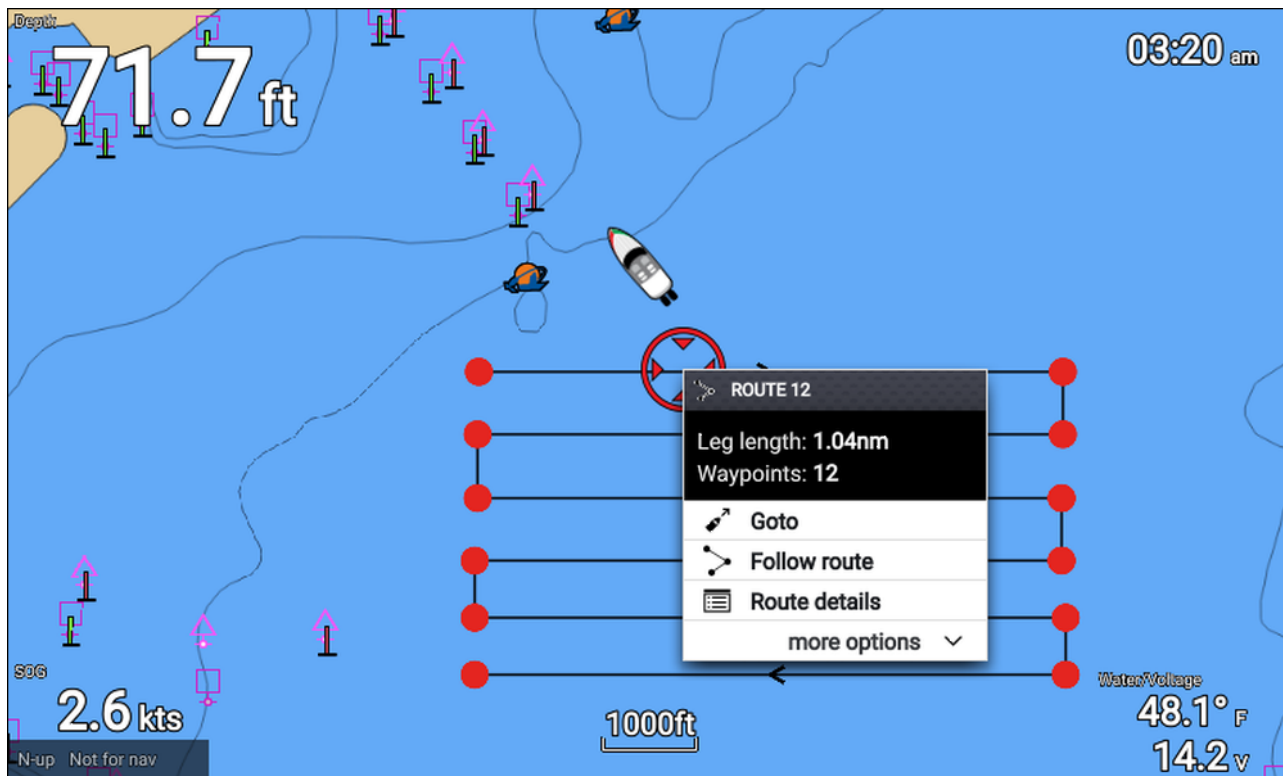 Depth
71.7 ft
03:20 am
ROUTE 12
Leg length: 1.04nm
Waypoints: 12
Goto
Follow route
Route details
more options
SOG
2.6 kts
N-up Not for nav
1000ft
Water/Voltage
48.1° F
14.2 v